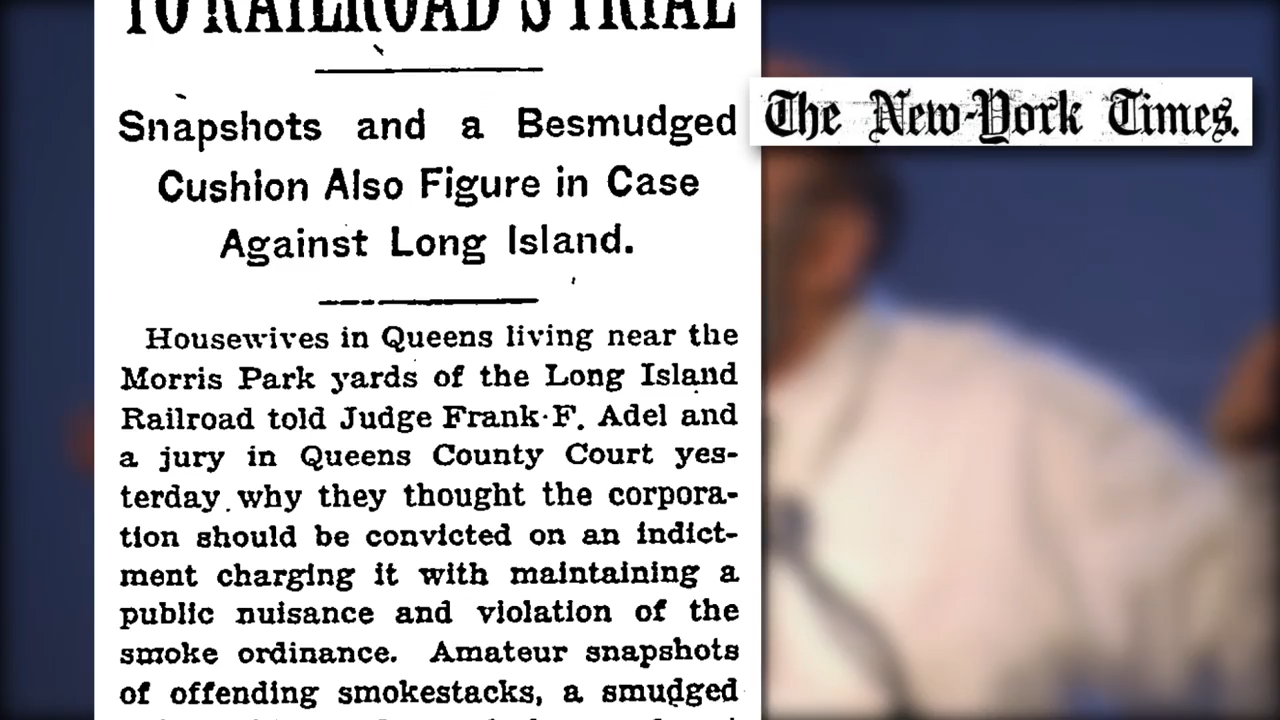 TO RAILROAD'S TRIAL
Snapshots and a Besmudged
Cushion Also Figure in Case
Against Long Island.
The New-York Times.
Housewives in Queens living near the
Morris Park yards of the Long Island
Railroad told Judge Frank F. Adel and
a jury in Queens County Court yes-
terday why they thought the corpora-
tion should be convicted on an indict-
ment charging it with maintaining a
public nuisance and violation of the
smoke ordinance. Amateur snapshots
of offending smokestacks, a smudged